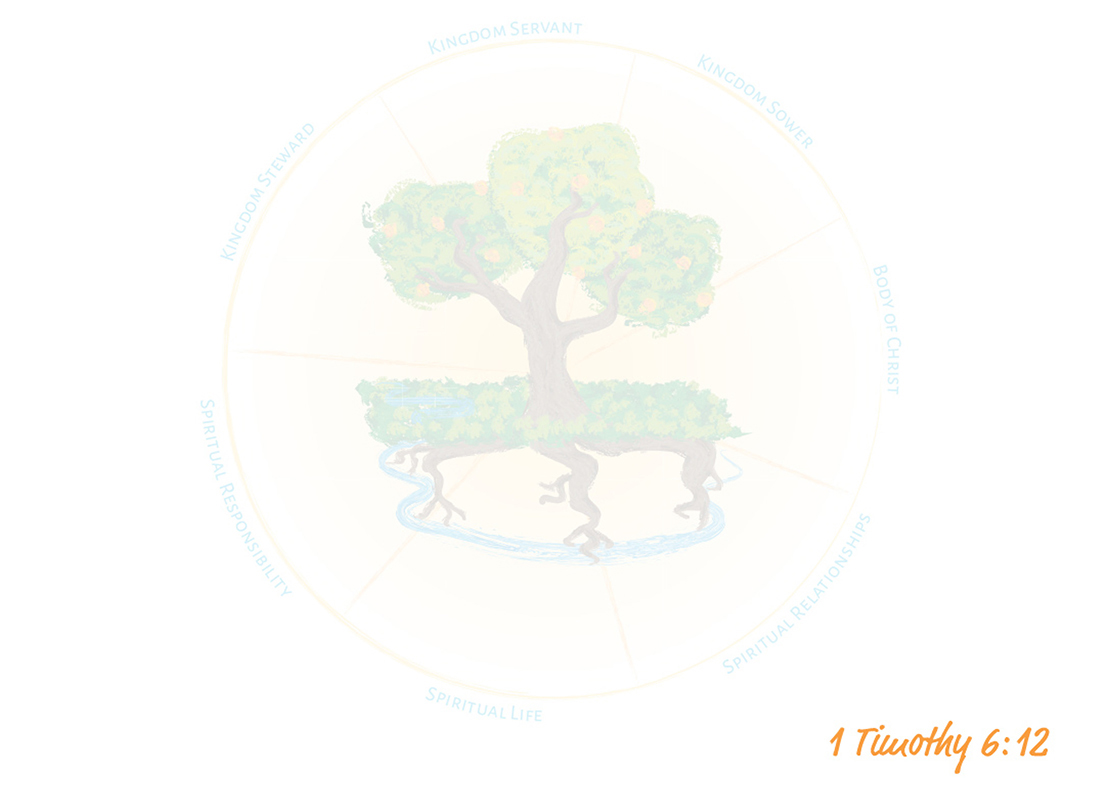 Kingdom Servant
Kingdom Sower
Body of Christ
Spiritual Relationships
Spiritual Life
Spiritual Responsibility
Kingdom Steward
1 Timothy 6:12